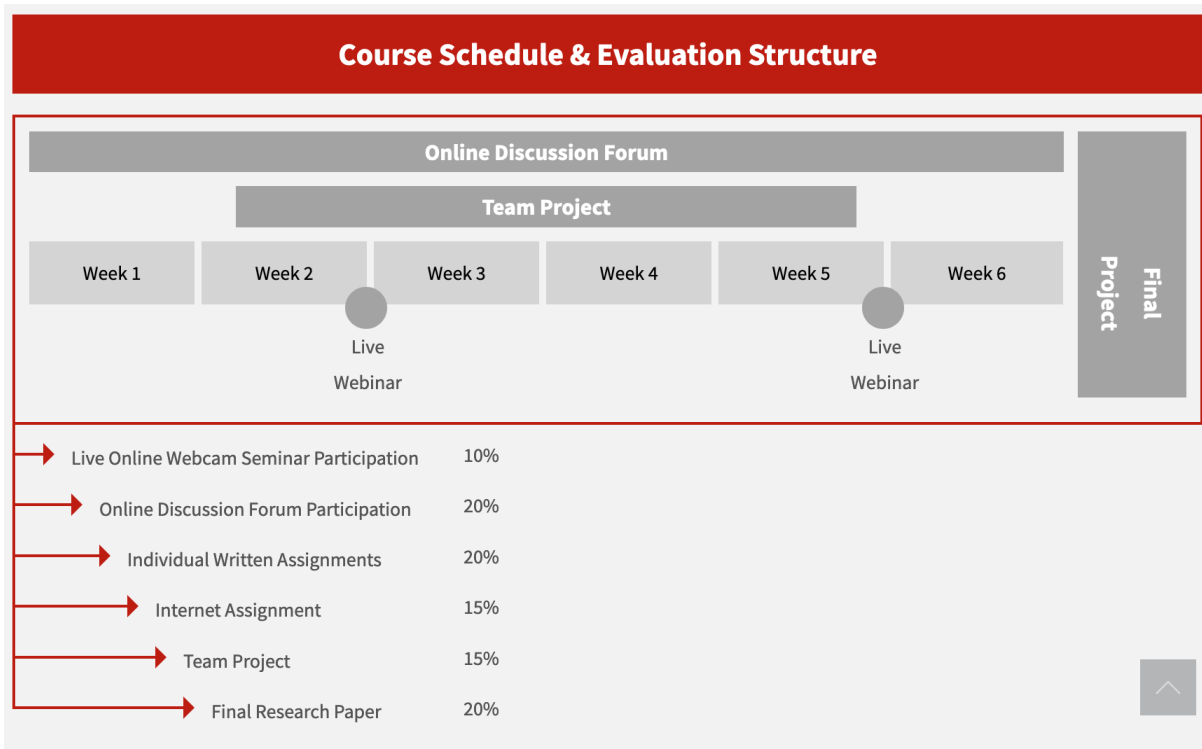 Course Schedule & Evaluation Structure
Online Discussion Forum
Team Project
Week 1
Week 2
Week 3
Week 4
Week 5
Week 6
Live
Webinar
Live
Webinar
Final
Project
Live Online Webcam Seminar Participation 10%
Online Discussion Forum Participation 20%
Individual Written Assignments 20%
Internet Assignment 15%
Team Project 15%
Final Research Paper 20%